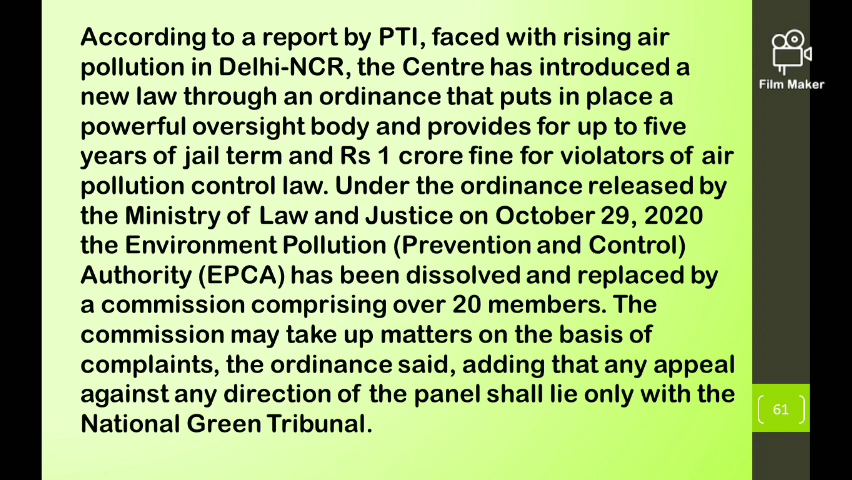 According to a report by PTI, faced with rising air
pollution in Delhi-NCR, the Centre has introduced a
new law through an ordinance that puts in place a
powerful oversight body and provides for up to five
years of jail term and Rs 1 crore fine for violators of air
pollution control law. Under the ordinance released by
the Ministry of Law and Justice on October 29, 2020
the Environment Pollution (Prevention and Control)
Authority (EPCA) has been dissolved and replaced by
a commission comprising over 20 members. The
commission may take up matters on the basis of
complaints, the ordinance said, adding that any appeal
against any direction of the panel shall lie only with the
National Green Tribunal.
Film Maker
61